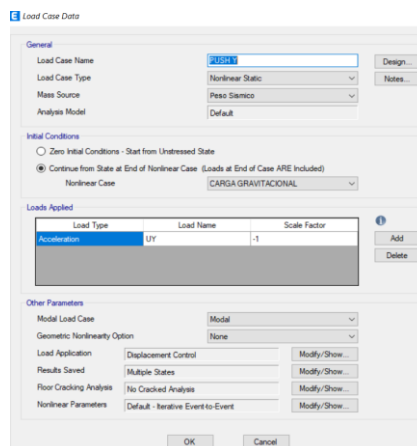 Load Case Data
General
Load Case Name PUSH Y Design...
Load Case Type Nonlinear Static Notes...
Mass Source Peso Sismico
Analysis Model Default
Initial Conditions
Zero Initial Conditions - Start from Unstressed State
Continue from State at End of Nonlinear Case (Loads at End of Case ARE Included)
Nonlinear Case CARGA GRAVITACIONAL
Loads Applied
Load Type Load Name Scale Factor
Acceleration UY -1 Add
Delete
Other Parameters
Modal Load Case Modal
Geometric Nonlinearity Option None
Load Application Displacement Control Modify/Show...
Results Saved Multiple States Modify/Show...
Floor Cracking Analysis No Cracked Analysis Modify/Show...
Nonlinear Parameters Default - Iterative Event-to-Event Modify/Show...
OK Cancel